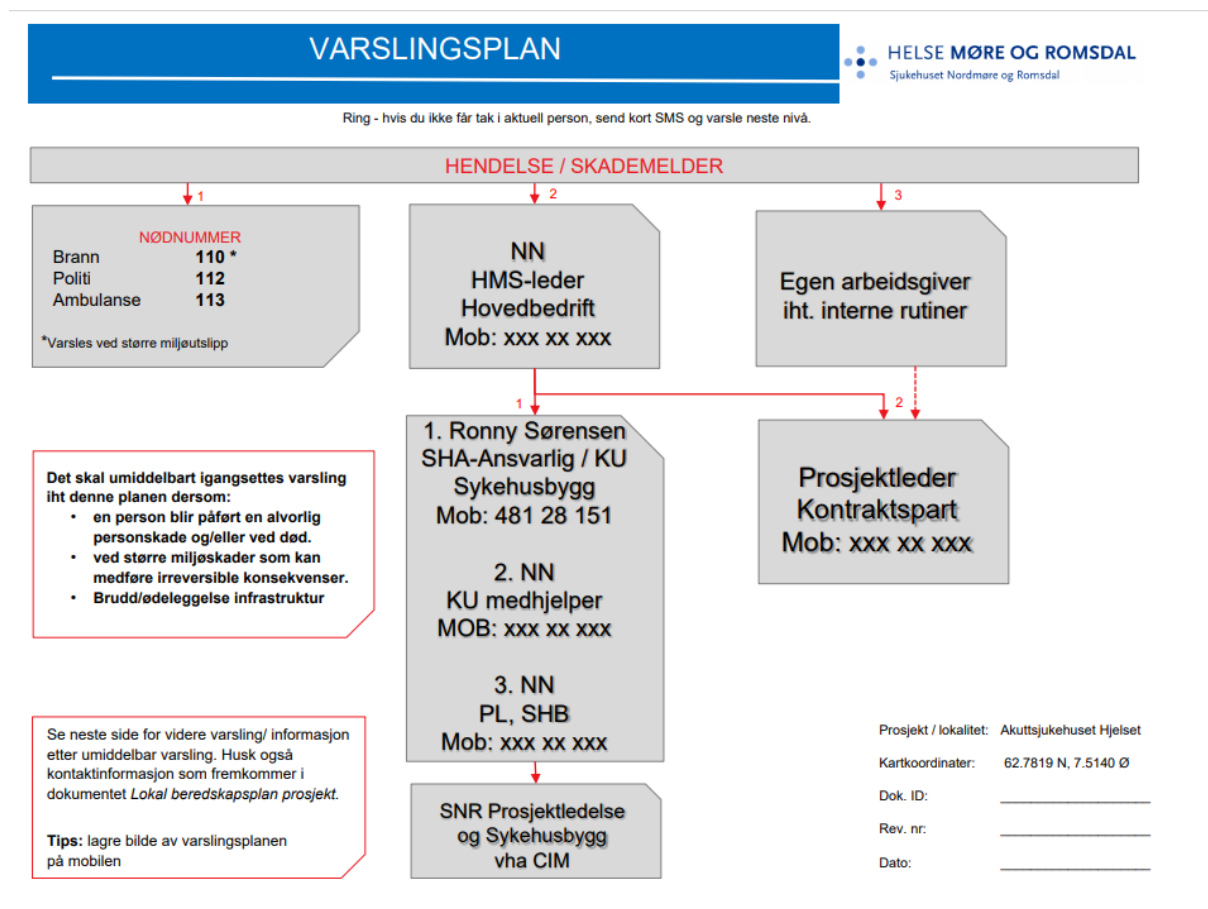 VARSLINGSPLAN
HELSE MØRE OG ROMSDAL
Sjukehuset Nordmøre og Romsdal
Ring - hvis du ikke får tak i aktuell person, send kort SMS og varsle neste nivå.
HENDELSE / SKADEMELDER
1
2
3
NØDNUMMER
Brann 110 *
Politi 112
Ambulanse 113
*Varsles ved større miljøutslipp
NN
HMS-leder
Hovedbedrift
Mob: xxx xx xxx
Egen arbeidsgiver
iht. interne rutiner
1
2
1. Ronny Sørensen
SHA-Ansvarlig / KU
Sykehusbygg
Mob: 481 28 151
2. NN
KU medhjelper
MOB: xxx xx xxx
3. NN
PL, SHB
Mob: xxx xx xxx
Prosjektleder
Kontraktspart
Mob: xxx xx xxx
Det skal umiddelbart igangsettes varsling
iht denne planen dersom:
• en person blir påført en alvorlig
personskade og/eller ved død.
• ved større miljøskader som kan
medføre irreversible konsekvenser.
• Brudd/ødeleggelse infrastruktur
Se neste side for videre varsling/ informasjon
etter umiddelbar varsling. Husk også
kontaktinformasjon som fremkommer i
dokumentet Lokal beredskapsplan prosjekt.
Tips: lagre bilde av varslingsplanen
på mobilen
SNR Prosjektledelse
og Sykehusbygg
vha CIM
Prosjekt / lokalitet: Akuttsjukehuset Hjelset
Kartkoordinater: 62.7819 N, 7.5140 Ø
Dok. ID:
Rev. nr:
Dato: